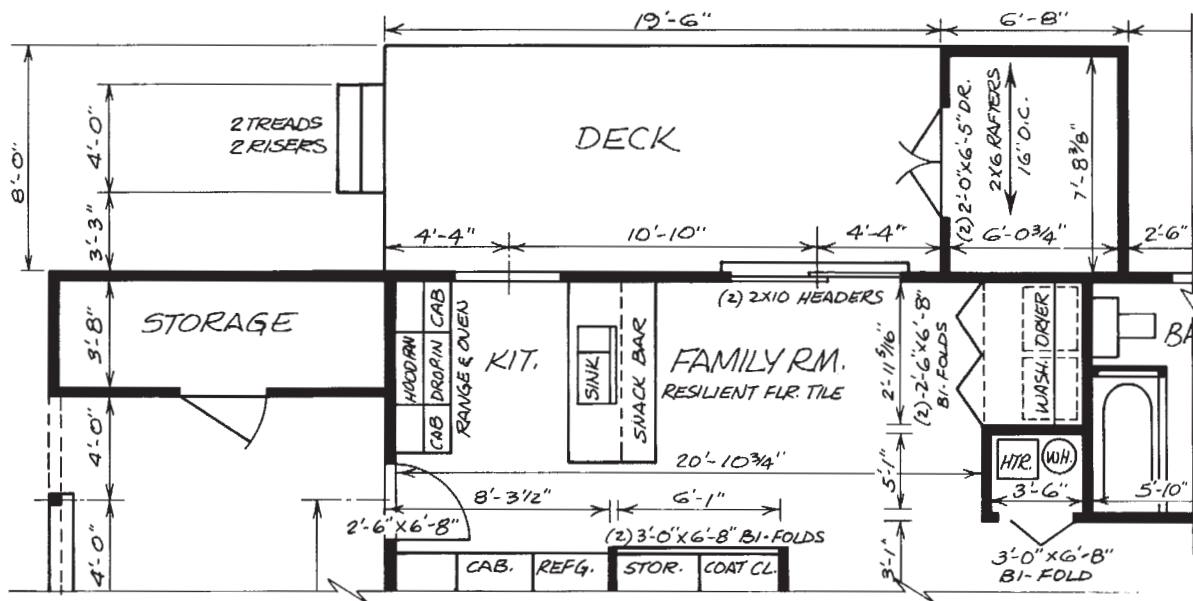 19'-6"
6'-8"
2 TREADS
2 RISERS
DECK
8'-0"
4'-0"
3'-3"
(2) 2'-0"X6'-5" DR.
2X6 RAFTERS
16" O.C.
7'-8 3/8"
4'-4"
10'-10"
4'-4"
6'-0 3/4"
2'-6"
STORAGE
3'-8"
4'-0"
4'-0"
HOOD/FAN
CAB
DROP IN
CAB
RANGE & OVEN
KIT.
SINK
SNACK BAR
(2) 2X10 HEADERS
FAMILY RM.
RESILIENT FLR. TILE
2'-11 5/16"
(2)-2'-6"X6'-8"
BI-FOLDS
WASH.
DRYER
BA
20'-10 3/4"
5'-1"
HTR.
W.H.
3'-6"
5'-10"
8'-3 1/2"
6'-1"
2'-6"X6'-8"
(2) 3'-0"X6'-8" BI-FOLDS
3'-1"
3'-0"X6'-8"
BI-FOLD
CAB.
REFG.
STOR.
COAT CL.